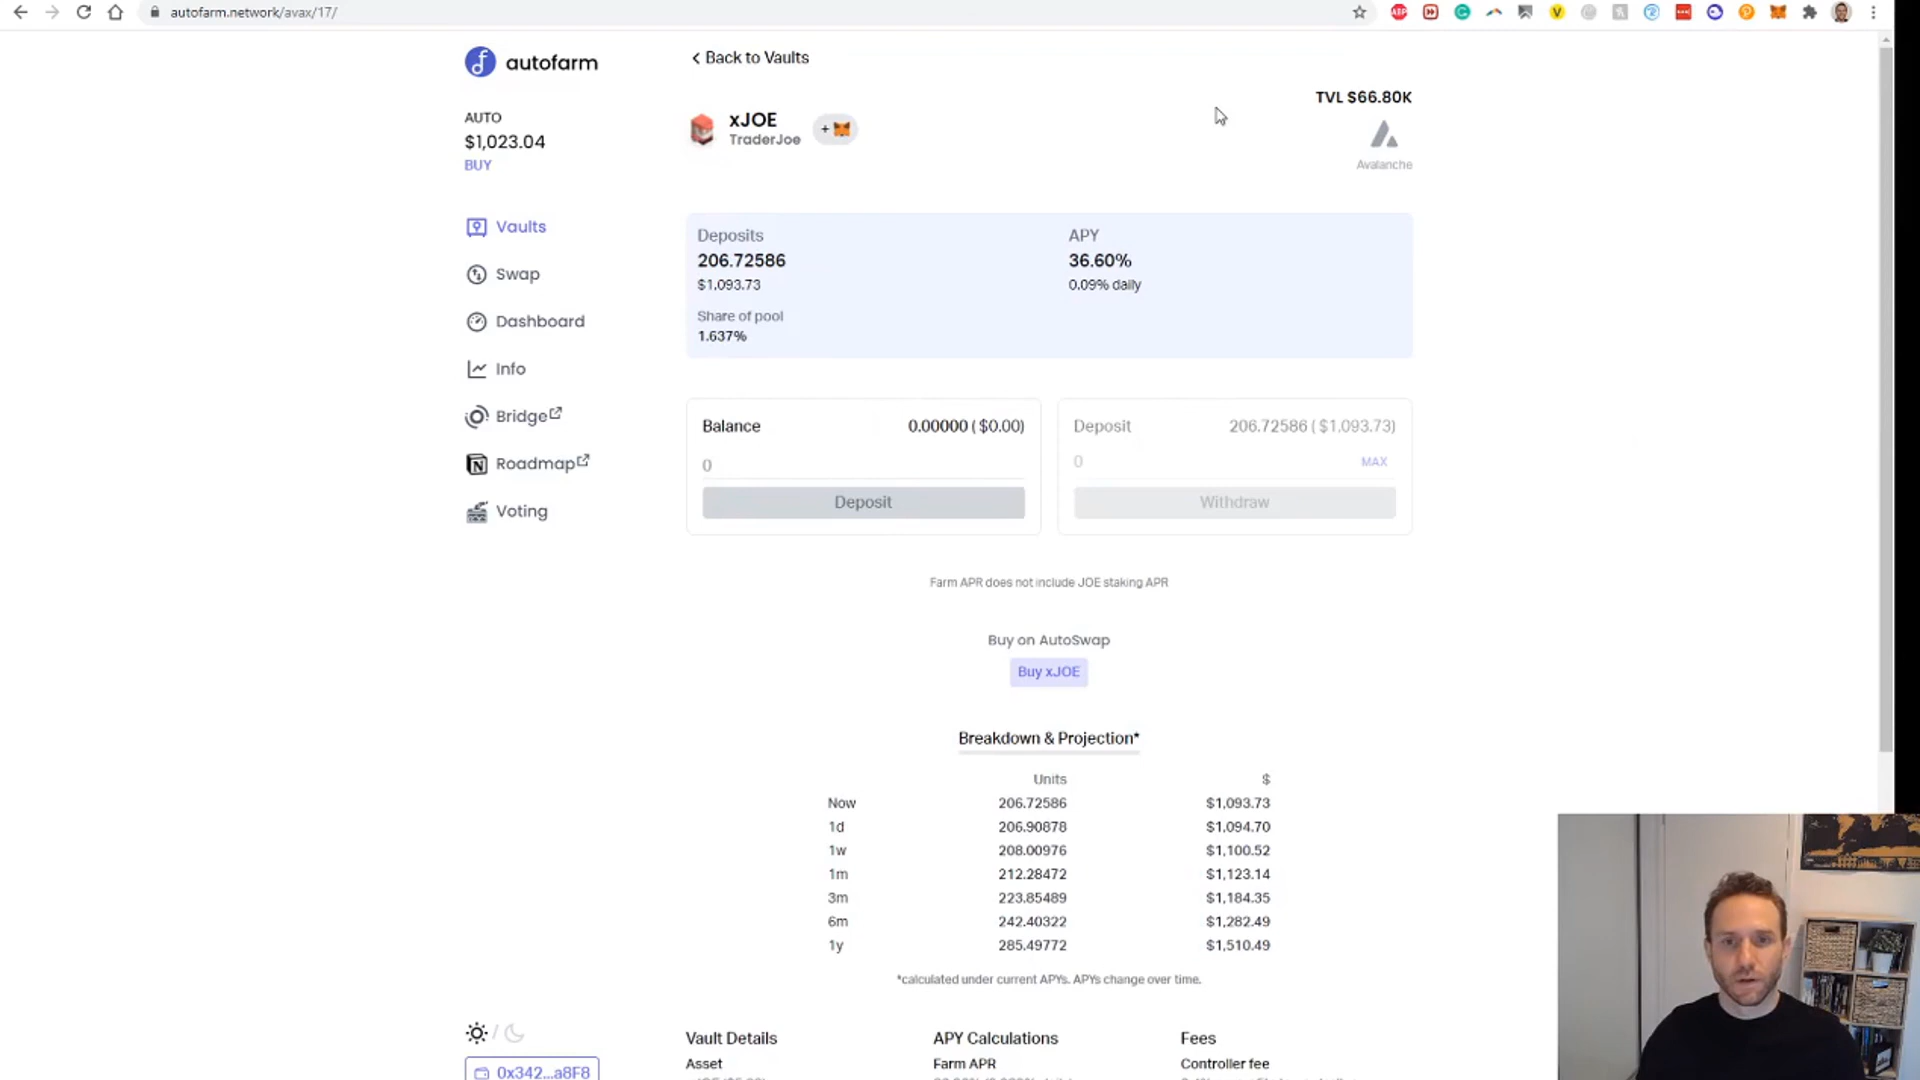 autofarm.network/avax/17/
autofarm
AUTO
$1,023.04
BUY
Vaults
Swap
Dashboard
Info
Bridge
Roadmap
Voting
Back to Vaults
xJOE
TraderJoe
+
TVL $66.80K
Avalanche
Deposits
206.72586
$1,093.73
Share of pool
1.637%
APY
36.60%
0.09% daily
Balance 0.00000 ( $0.00)
0
Deposit
Deposit 206.72586 ( $1,093.73)
0 MAX
Withdraw
Farm APR does not include JOE staking APR
Buy on AutoSwap
Buy xJOE
Breakdown & Projection*
Units $
Now 206.72586 $1,093.73
1d 206.90878 $1,094.70
1w 208.00976 $1,100.52
1m 212.28472 $1,123.14
3m 223.85489 $1,184.35
6m 242.40322 $1,282.49
1y 285.49772 $1,510.49
*calculated under current APYs. APYs change over time.
/
0x342...a8F8
Vault Details
Asset
APY Calculations
Farm APR
Fees
Controller fee